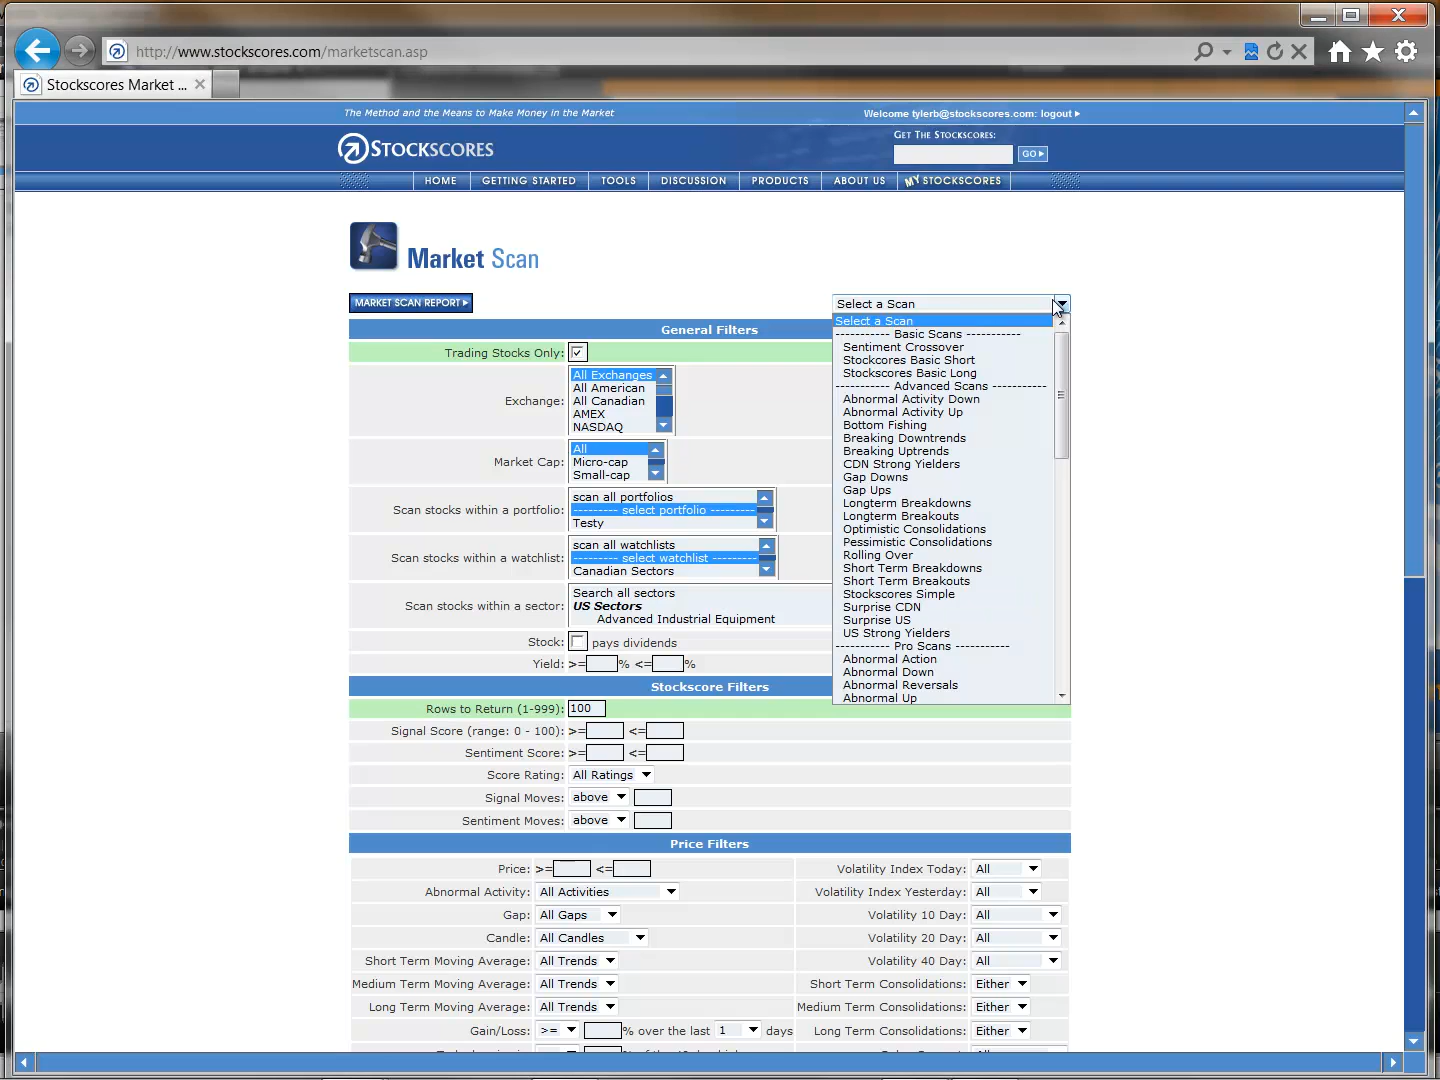 http://www.stockscores.com/marketscan.asp
Stockscores Market ...
The Method and the Means to Make Money in the Market
Welcome tylerb@stockscores.com: logout
STOCKSCORES
GET THE STOCKSCORES:
GO
HOME
GETTING STARTED
TOOLS
DISCUSSION
PRODUCTS
ABOUT US
MY STOCKSCORES
Market Scan
MARKET SCAN REPORT
Select a Scan
General Filters
Trading Stocks Only:
Exchange:
All Exchanges
All American
All Canadian
AMEX
NASDAQ
Market Cap:
All
Micro-cap
Small-cap
Scan stocks within a portfolio:
scan all portfolios
--------- select portfolio ---------
Testy
Scan stocks within a watchlist:
scan all watchlists
--------- select watchlist ---------
Canadian Sectors
Scan stocks within a sector:
Search all sectors
US Sectors
Advanced Industrial Equipment
Stock: pays dividends
Yield: >= % <= %
Select a Scan
----------- Basic Scans -----------
Sentiment Crossover
Stockcores Basic Short
Stockscores Basic Long
----------- Advanced Scans -----------
Abnormal Activity Down
Abnormal Activity Up
Bottom Fishing
Breaking Downtrends
Breaking Uptrends
CDN Strong Yielders
Gap Downs
Gap Ups
Longterm Breakdowns
Longterm Breakouts
Optimistic Consolidations
Pessimistic Consolidations
Rolling Over
Short Term Breakdowns
Short Term Breakouts
Stockscores Simple
Surprise CDN
Surprise US
US Strong Yielders
----------- Pro Scans -----------
Abnormal Action
Abnormal Down
Abnormal Reversals
Abnormal Up
Stockscore Filters
Rows to Return (1-999): 100
Signal Score (range: 0 - 100): >= <=
Sentiment Score: >= <=
Score Rating: All Ratings
Signal Moves: above
Sentiment Moves: above
Price Filters
Price: >= <=
Volatility Index Today: All
Abnormal Activity: All Activities
Volatility Index Yesterday: All
Gap: All Gaps
Volatility 10 Day: All
Candle: All Candles
Volatility 20 Day: All
Short Term Moving Average: All Trends
Volatility 40 Day: All
Medium Term Moving Average: All Trends
Short Term Consolidations: Either
Long Term Moving Average: All Trends
Medium Term Consolidations: Either
Gain/Loss: >= % over the last 1 days
Long Term Consolidations: Either